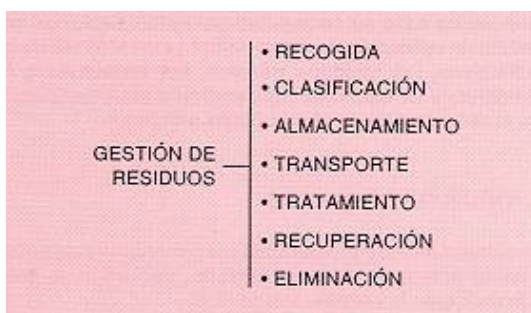 GESTIÓN DE
RESIDUOS
• RECOGIDA
• CLASIFICACIÓN
• ALMACENAMIENTO
• TRANSPORTE
• TRATAMIENTO
• RECUPERACIÓN
• ELIMINACIÓN